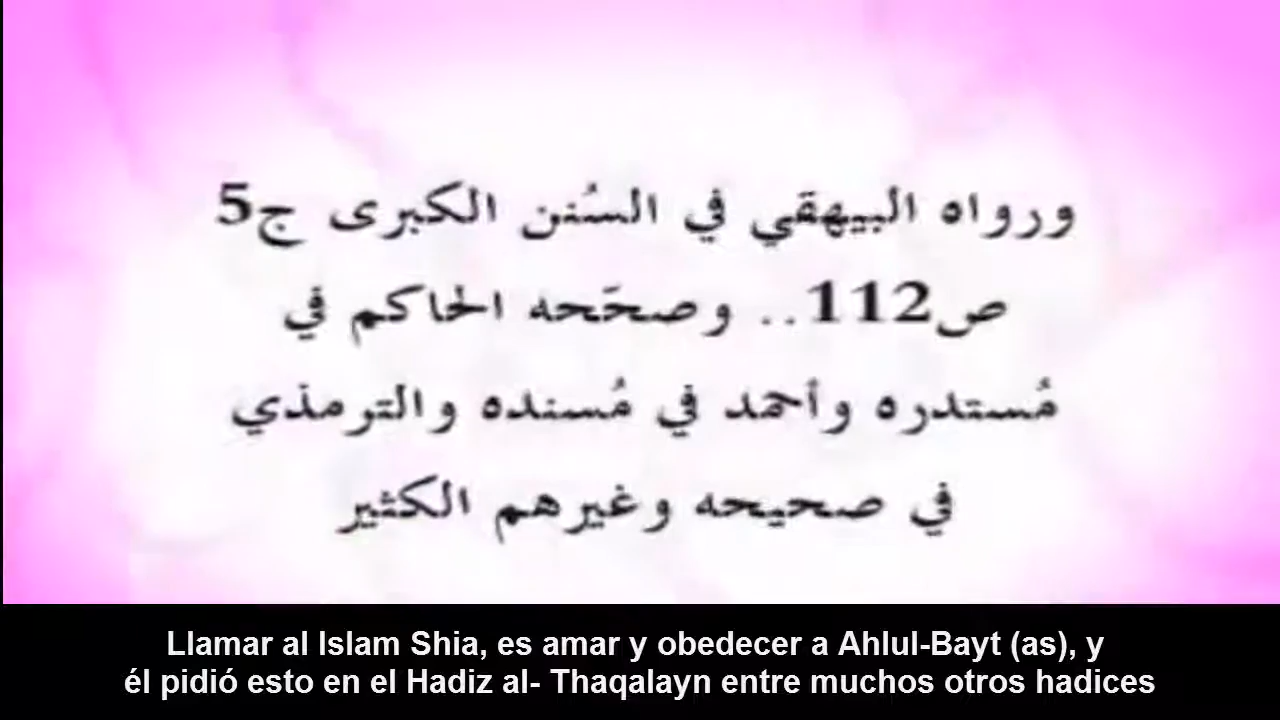 ورواه البيهقي في السُنن الكبرى ج5
ص112.. وصحّحه الحاكم في
مُستدره وأحمد في مُسنده والترمذي
في صحيحه وغيرهم الكثير
Llamar al Islam Shia, es amar y obedecer a Ahlul-Bayt (as), y
él pidió esto en el Hadiz al- Thaqalayn entre muchos otros hadices